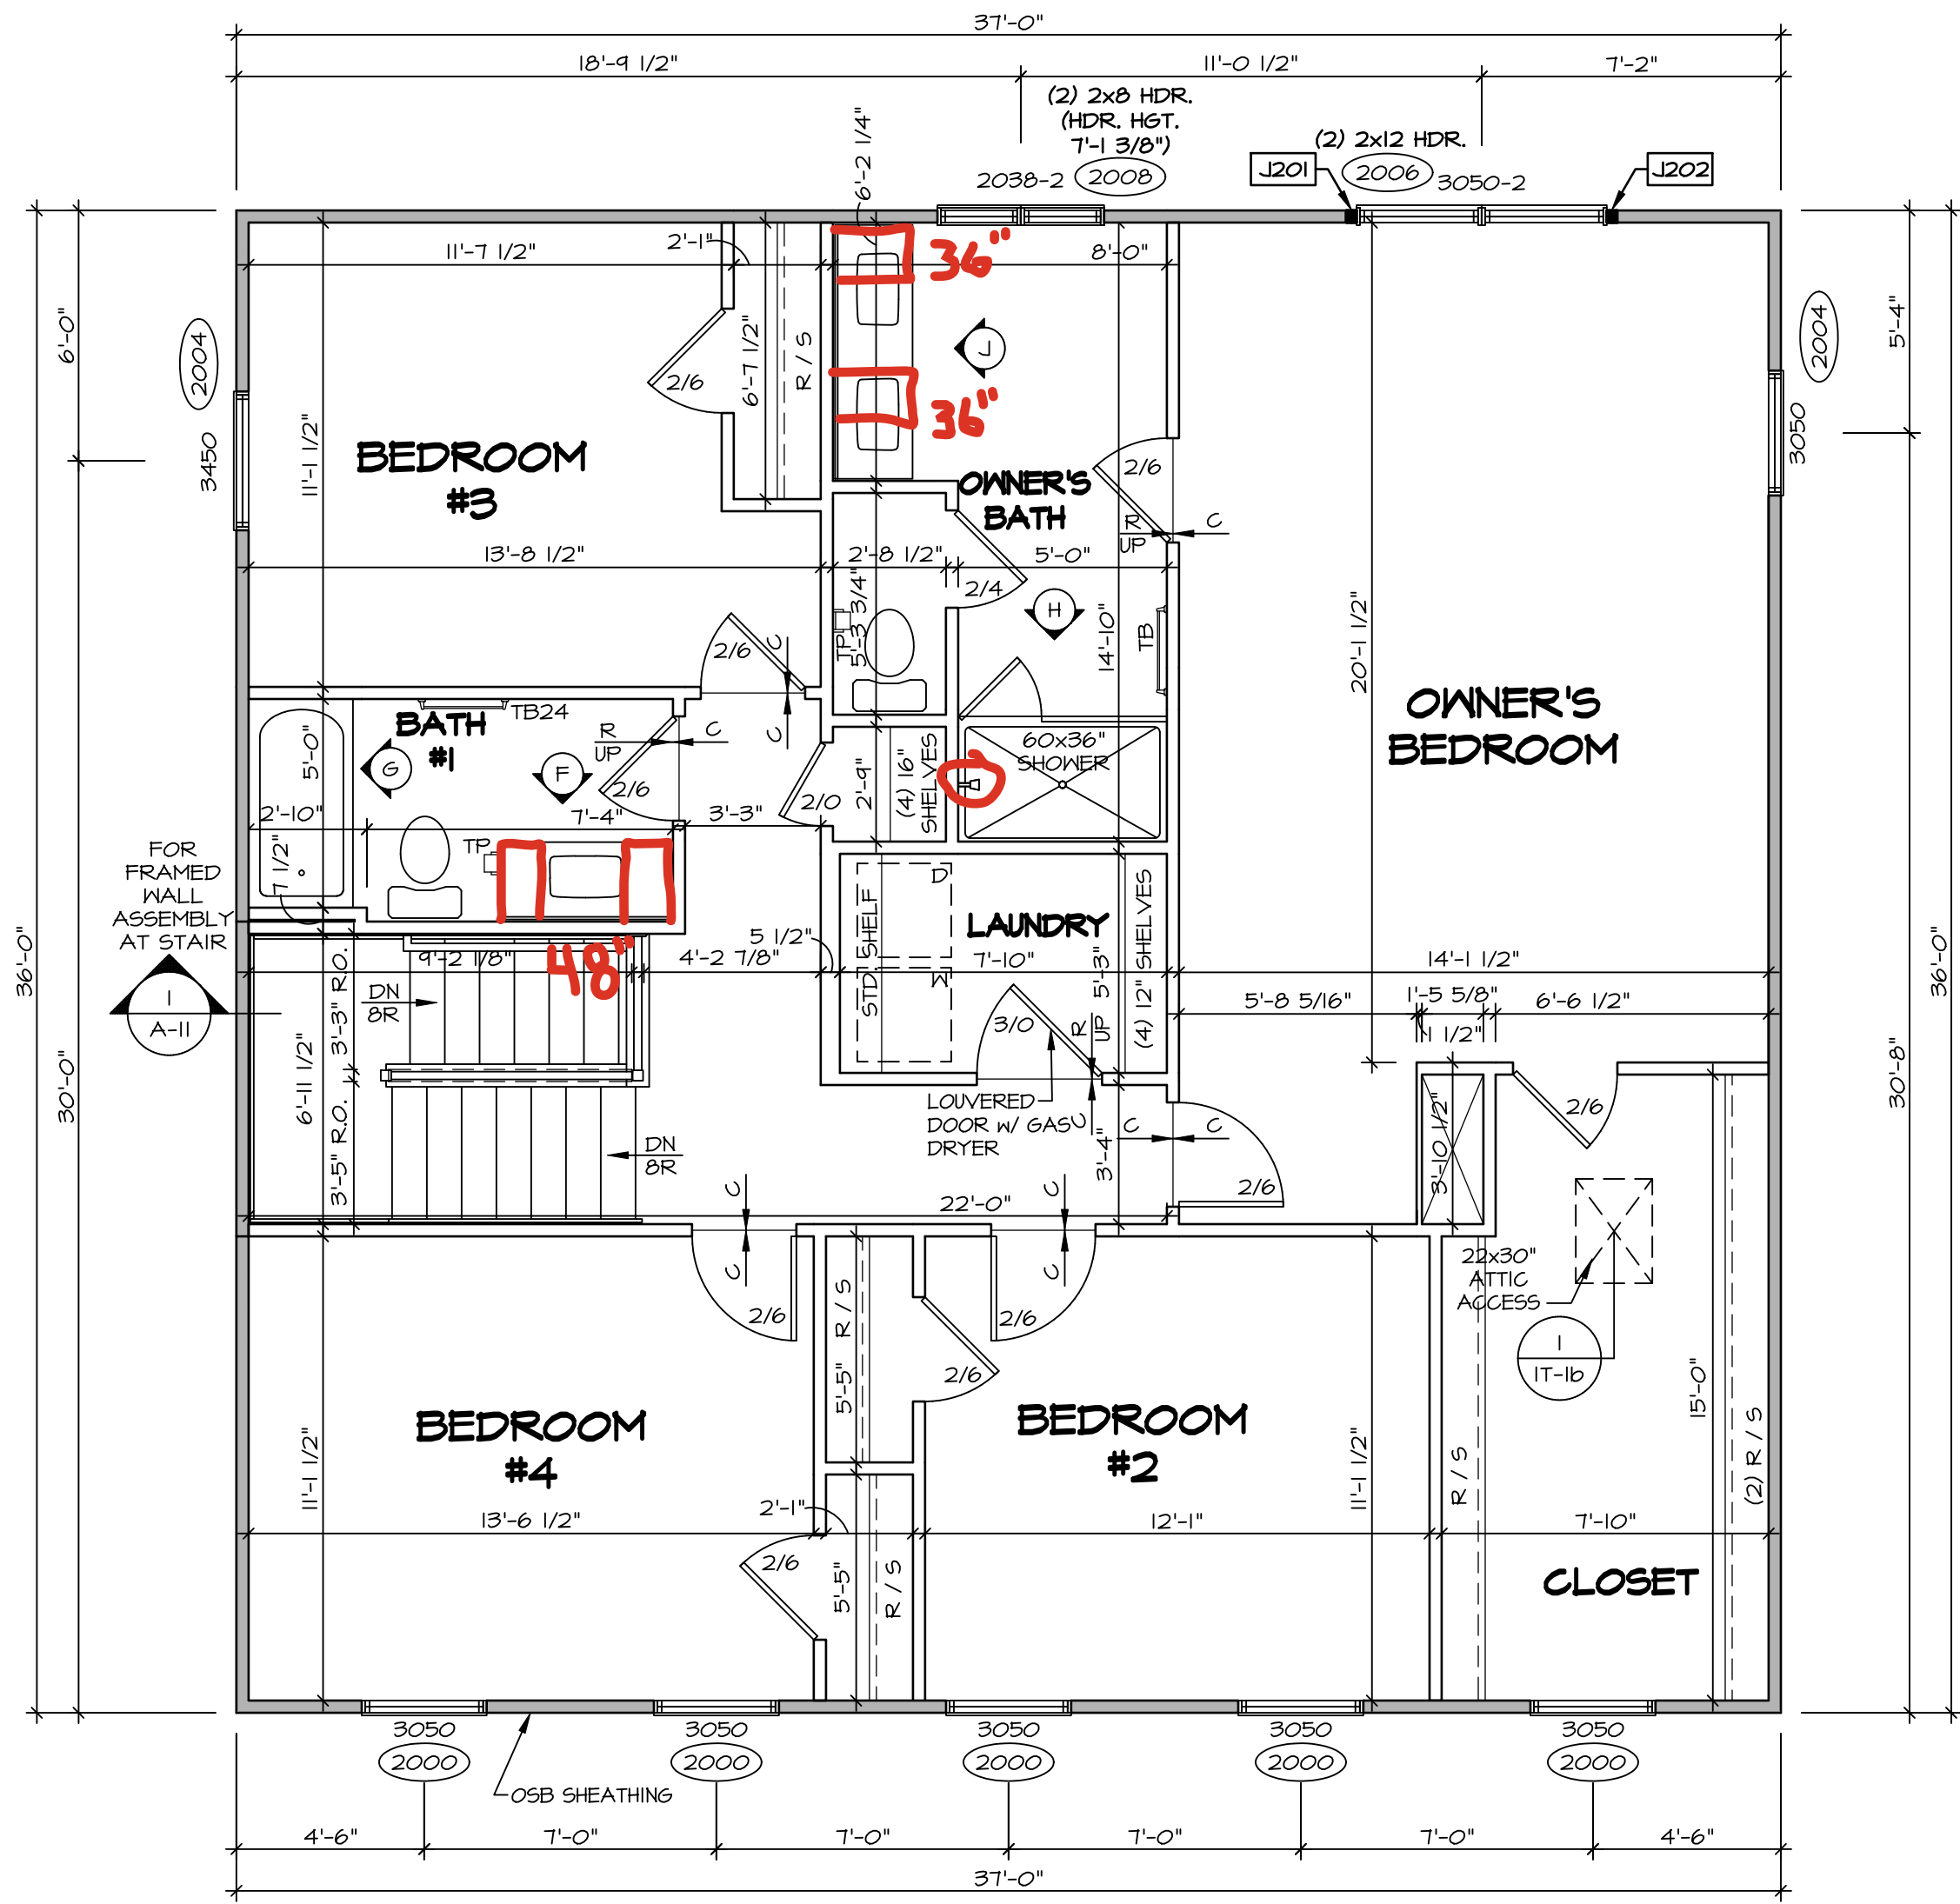 37'-0"
18'-9 1/2"
11'-0 1/2"
7'-2"
(2) 2x8 HDR.
(HDR. HGT.
7'-1 3/8")
(2) 2x12 HDR.
2038-2
2008
J201
2006
3050-2
J202
6'-2 1/4"
11'-7 1/2"
2'-1"
36"
8'-0"
6'-0"
2004
3450
5'-4"
2004
3050
2/6
6'-7 1/2"
R / S
J
36"
11'-1 1/2"
BEDROOM
#3
OWNER'S
BATH
2/6
R
UP
C
13'-8 1/2"
2'-8 1/2"
5'-0"
2/4
5'-3 3/4"
TP
H
TB
14'-10"
20'-1 1/2"
2/6
C
C
OWNER'S
BEDROOM
BATH
#1
TB24
R
UP
C
G
F
5'-0"
2/6
2'-10"
7'-4"
3'-3"
2/0
2'-9"
(4) 16"
SHELVES
60x36"
SHOWER
7 1/2"
TP
FOR
FRAMED
WALL
ASSEMBLY
AT STAIR
1
A-11
36'-0"
30'-0"
48"
9'-2 1/8"
4'-2 7/8"
5 1/2"
STD. SHELF
D
W
LAUNDRY
7'-10"
5'-3"
(4) 12" SHELVES
14'-1 1/2"
5'-8 5/16"
1'-5 5/8"
6'-6 1/2"
1 1/2"
36'-0"
30'-8"
DN
8R
3'-3" R.O.
6'-11 1/2"
3'-5" R.O.
DN
8R
3/0
R
UP
C
LOUVERED
DOOR W/ GAS
DRYER
3'-4"
C
C
2/6
3'-10 1/2"
2/6
22'-0"
C
C
C
C
2/6
2/6
22x30"
ATTIC
ACCESS
1
1T-1b
R / S
5'-5"
2/6
BEDROOM
#4
BEDROOM
#2
11'-1 1/2"
11'-1 1/2"
R / S
15'-0"
(2) R / S
13'-6 1/2"
2'-1"
12'-1"
7'-10"
2/6
5'-5"
R / S
CLOSET
3050
3050
3050
3050
3050
2000
2000
2000
2000
2000
OSB SHEATHING
4'-6"
7'-0"
7'-0"
7'-0"
7'-0"
4'-6"
37'-0"